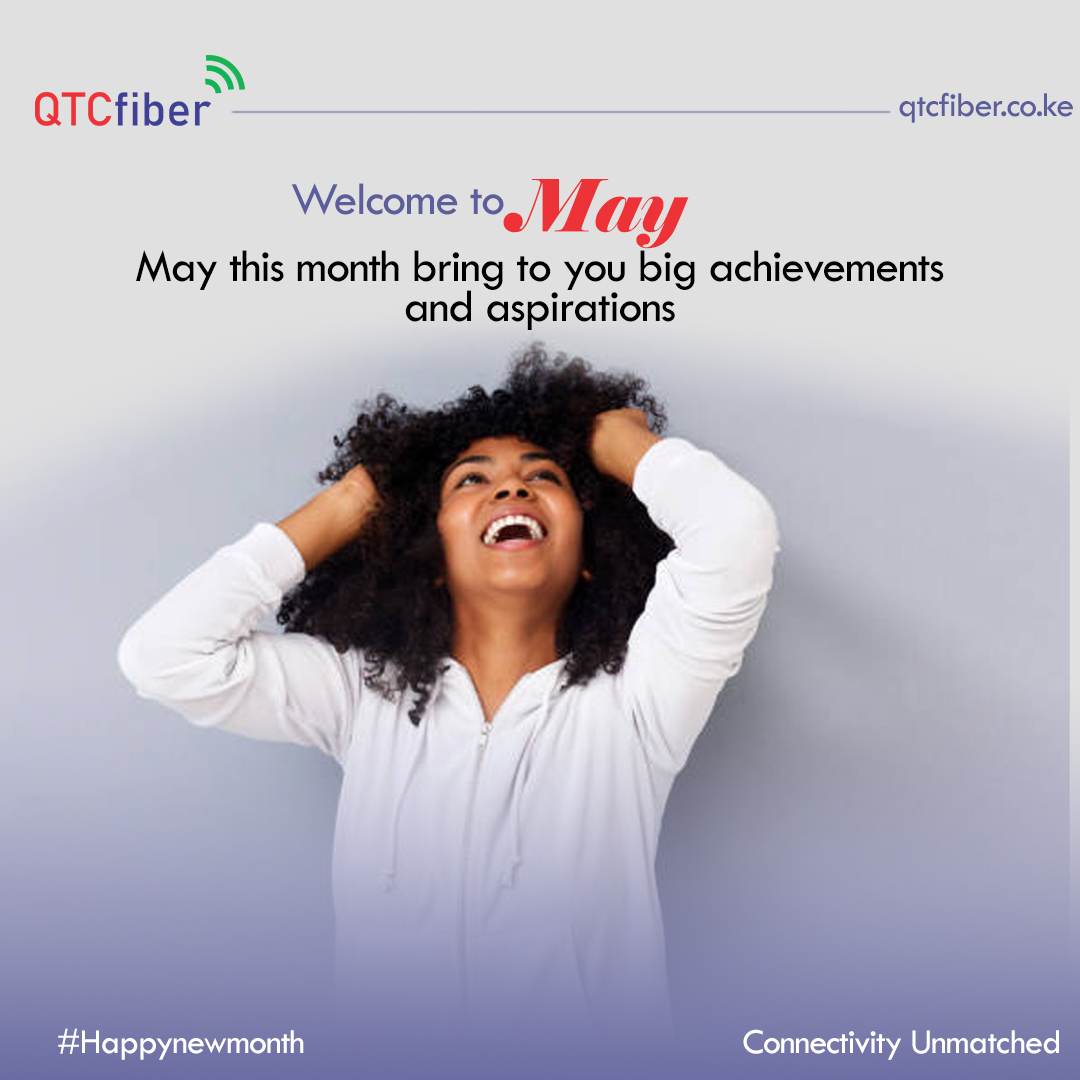 QTCfiber
qtcfiber.co.ke
Welcome to May
May this month bring to you big achievements
and aspirations
#Happynewmonth
Connectivity Unmatched